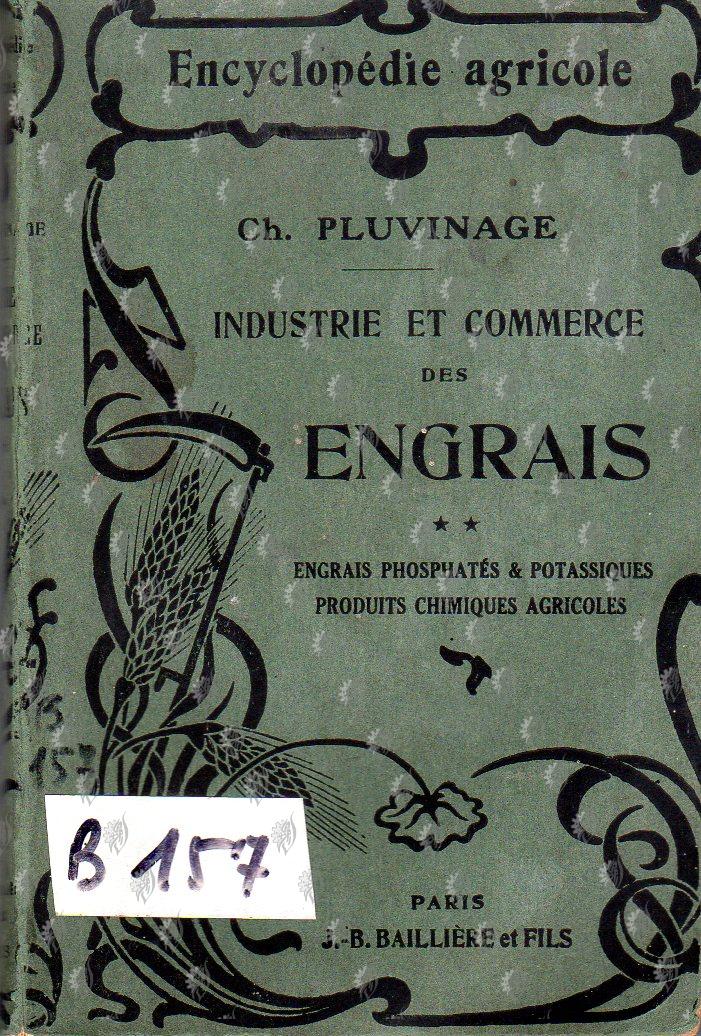 Encyclopédie agricole
Ch. PLUVINAGE
INDUSTRIE ET COMMERCE
DES
ENGRAIS
★ ★
ENGRAIS PHOSPHATÉS & POTASSIQUES
PRODUITS CHIMIQUES AGRICOLES
B
157
B 157
PARIS
J.-B. BAILLIÈRE et FILS